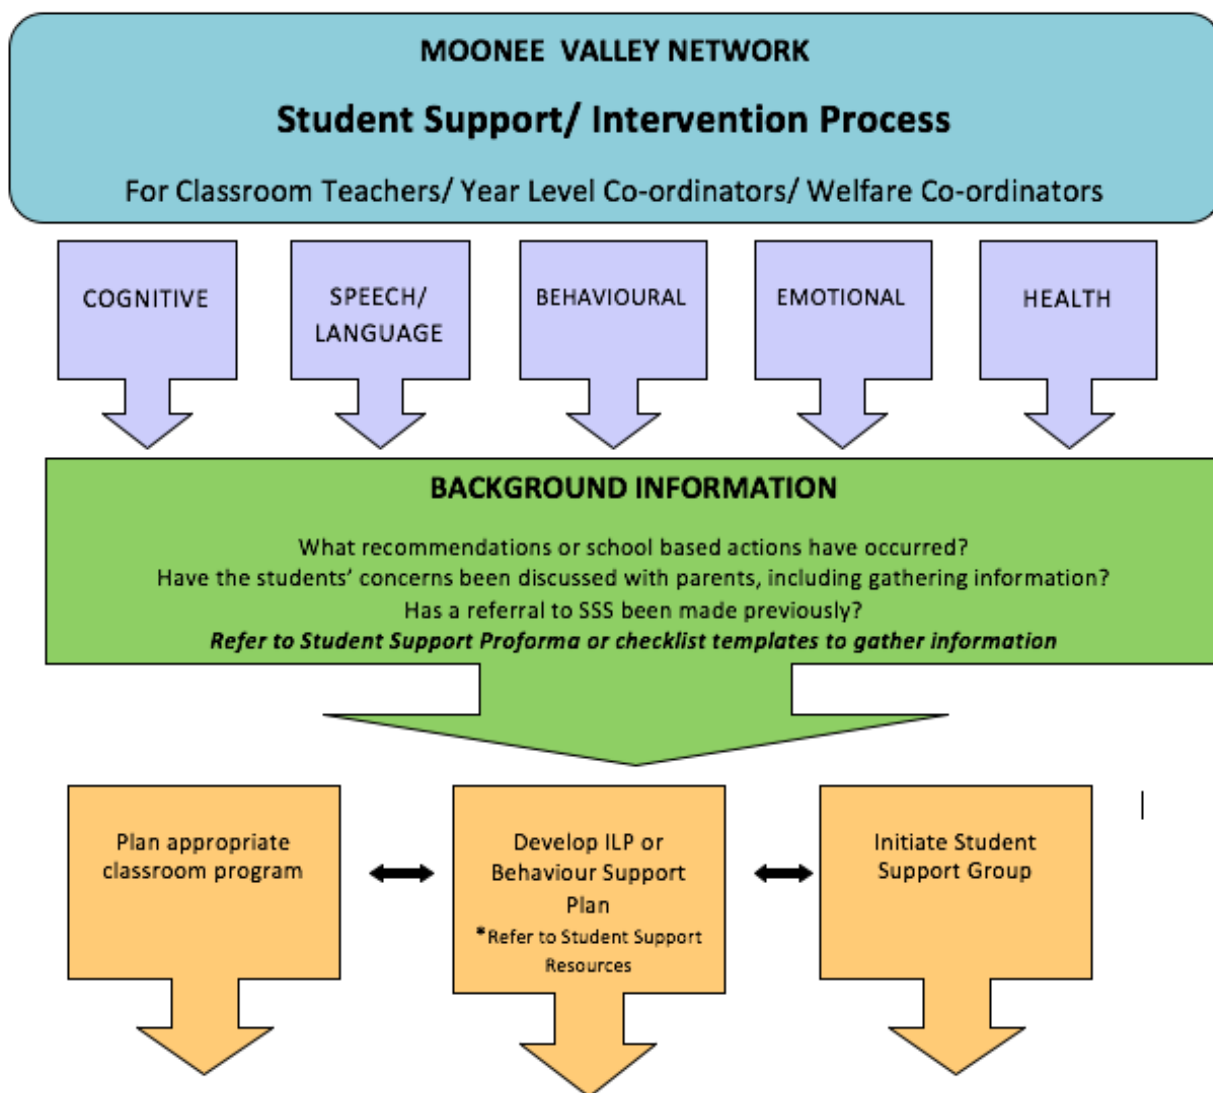 MOONEE VALLEY NETWORK
Student Support/ Intervention Process
For Classroom Teachers/ Year Level Co-ordinators/ Welfare Co-ordinators
COGNITIVE
SPEECH/
LANGUAGE
BEHAVIOURAL
EMOTIONAL
HEALTH
BACKGROUND INFORMATION
What recommendations or school based actions have occurred?
Have the students’ concerns been discussed with parents, including gathering information?
Has a referral to SSS been made previously?
Refer to Student Support Proforma or checklist templates to gather information
Plan appropriate
classroom program
Develop ILP or
Behaviour Support
Plan
*Refer to Student Support
Resources
Initiate Student
Support Group